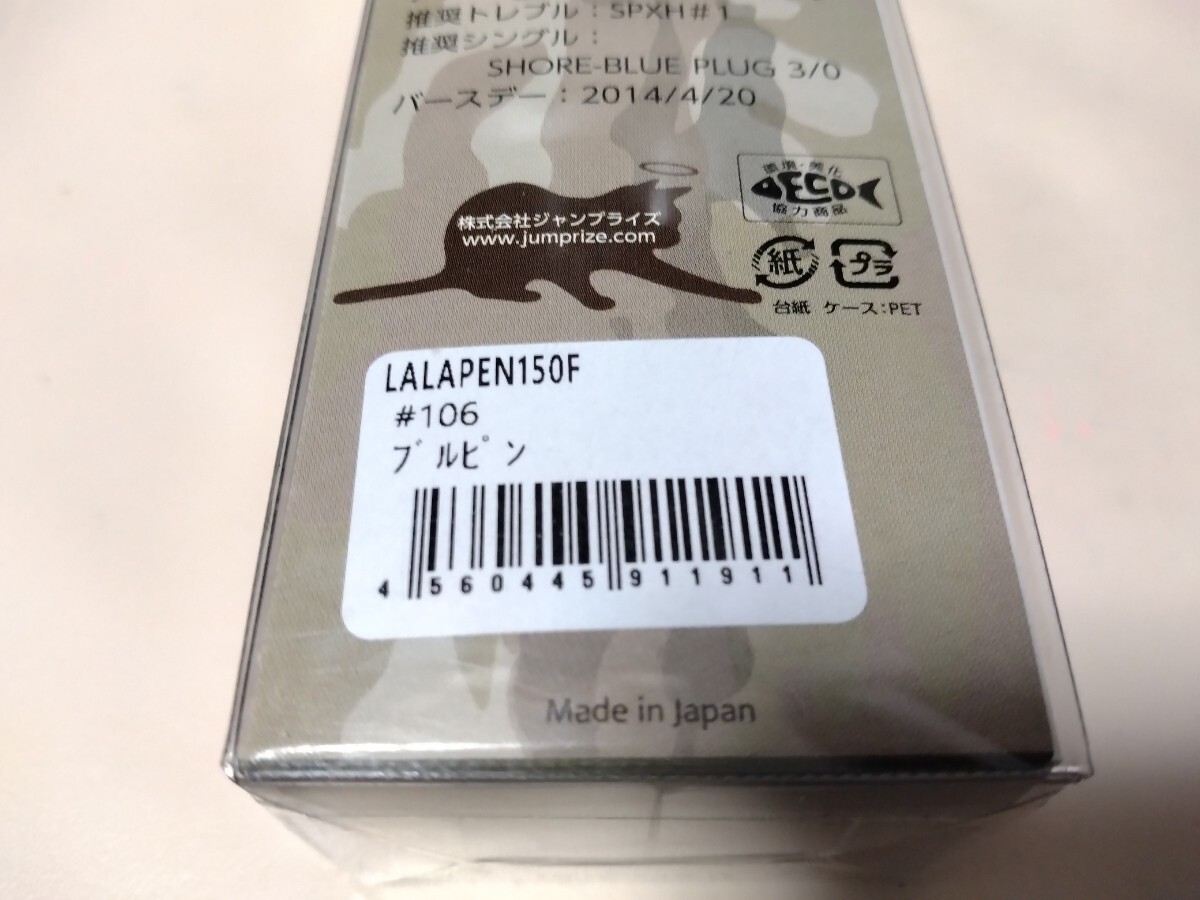 推奨トレブル：SPXH#1
推奨シングル：
SHORE-BLUE PLUG 3/0
バースデー：2014/4/20
環境・美化
ECO
協力商品
株式会社ジャンプライズ
www.jumprize.com
紙 プラ
台紙 ケース：PET
LALAPEN150F
#106
ブルピン
4 560445 911911
Made in Japan